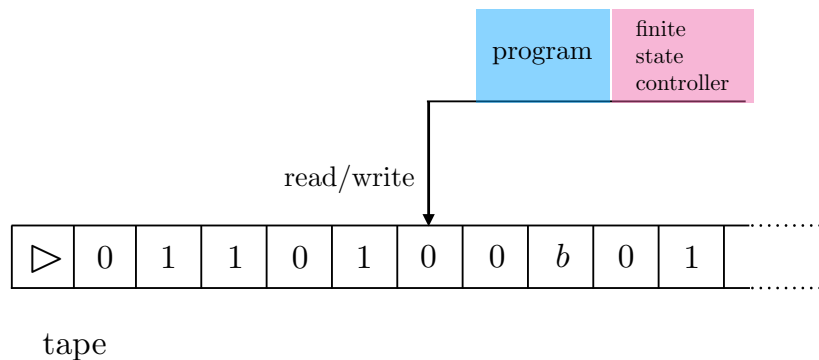 program
finite
state
controller
read/write
▷ 0 1 1 0 1 0 0 b 0 1
tape